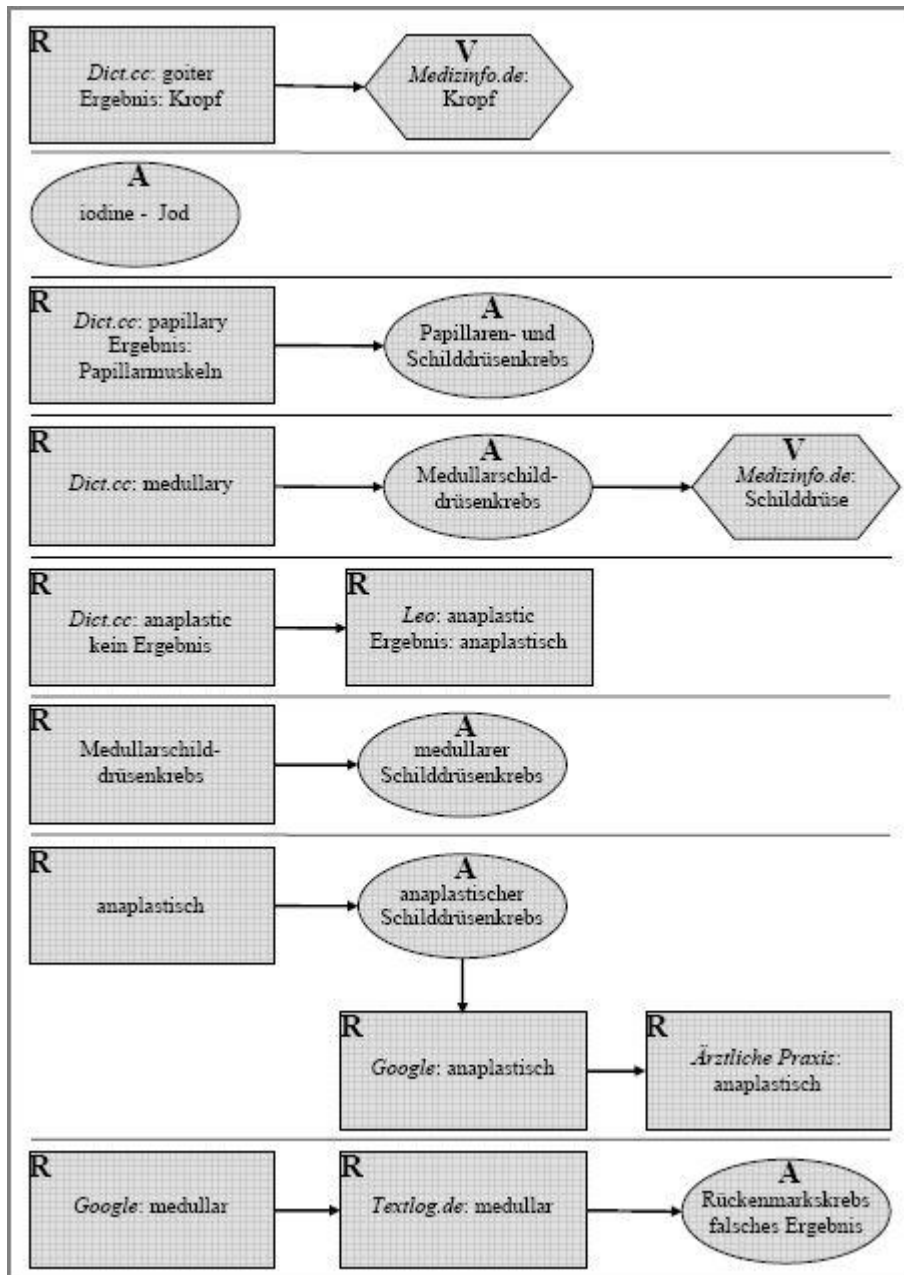 R
Dict.cc: goiter
Ergebnis: Kropf
V
Medizinfo.de:
Kropf
A
iodine - Jod
R
Dict.cc: papillary
Ergebnis:
Papillarmuskeln
A
Papillaren- und
Schilddrüsenkrebs
R
Dict.cc: medullary
A
Medullarschild-
drüsenkrebs
V
Medizinfo.de:
Schilddrüse
R
Dict.cc: anaplastic
kein Ergebnis
R
Leo: anaplastic
Ergebnis: anaplastisch
R
Medullarschild-
drüsenkrebs
A
medullarer
Schilddrüsenkrebs
R
anaplastisch
A
anaplastischer
Schilddrüsenkrebs
R
Google: anaplastisch
R
Ärztliche Praxis:
anaplastisch
R
Google: medullar
R
Textlog.de: medullar
A
Rückenmarkskrebs
falsches Ergebnis